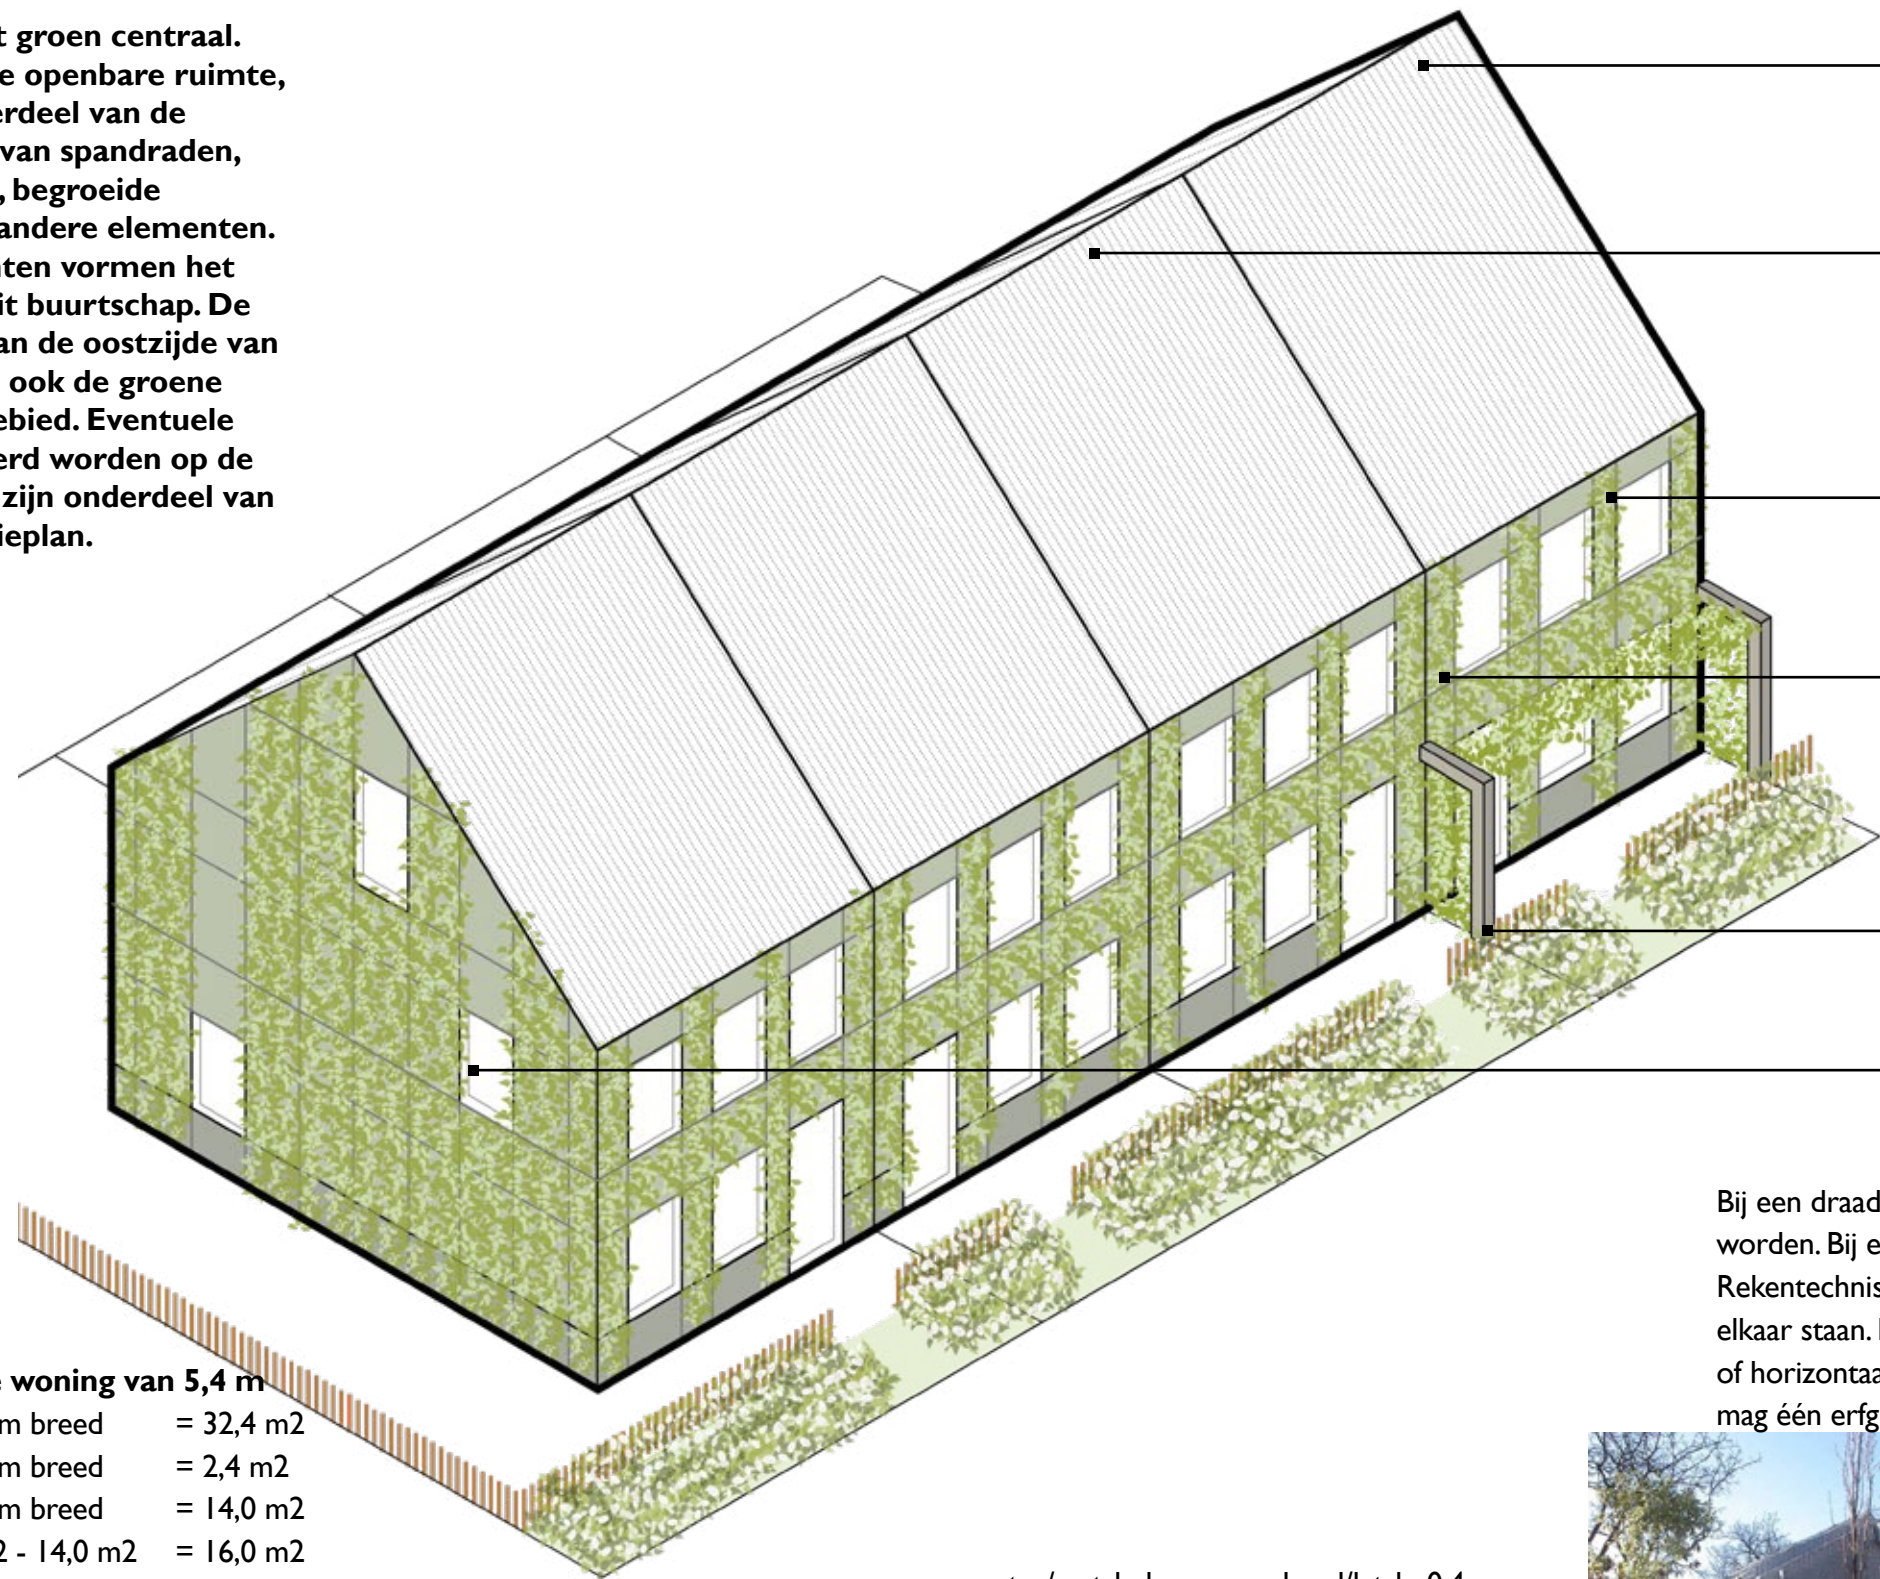 t groen centraal.
e openbare ruimte,
erdeel van de
van spandraden,
, begroeide
andere elementen.
nten vormen het
it buurtschap. De
an de oostzijde van
ook de groene
ebied. Eventuele
erd worden op de
zijn onderdeel van
ieplan.
e woning van 5,4 m
m breed = 32,4 m2
m breed = 2,4 m2
m breed = 14,0 m2
2 - 14,0 m2 = 16,0 m2
Bij een draad
worden. Bij e
Rekentechnis
elkaar staan.
of horizontaa
mag één erfg